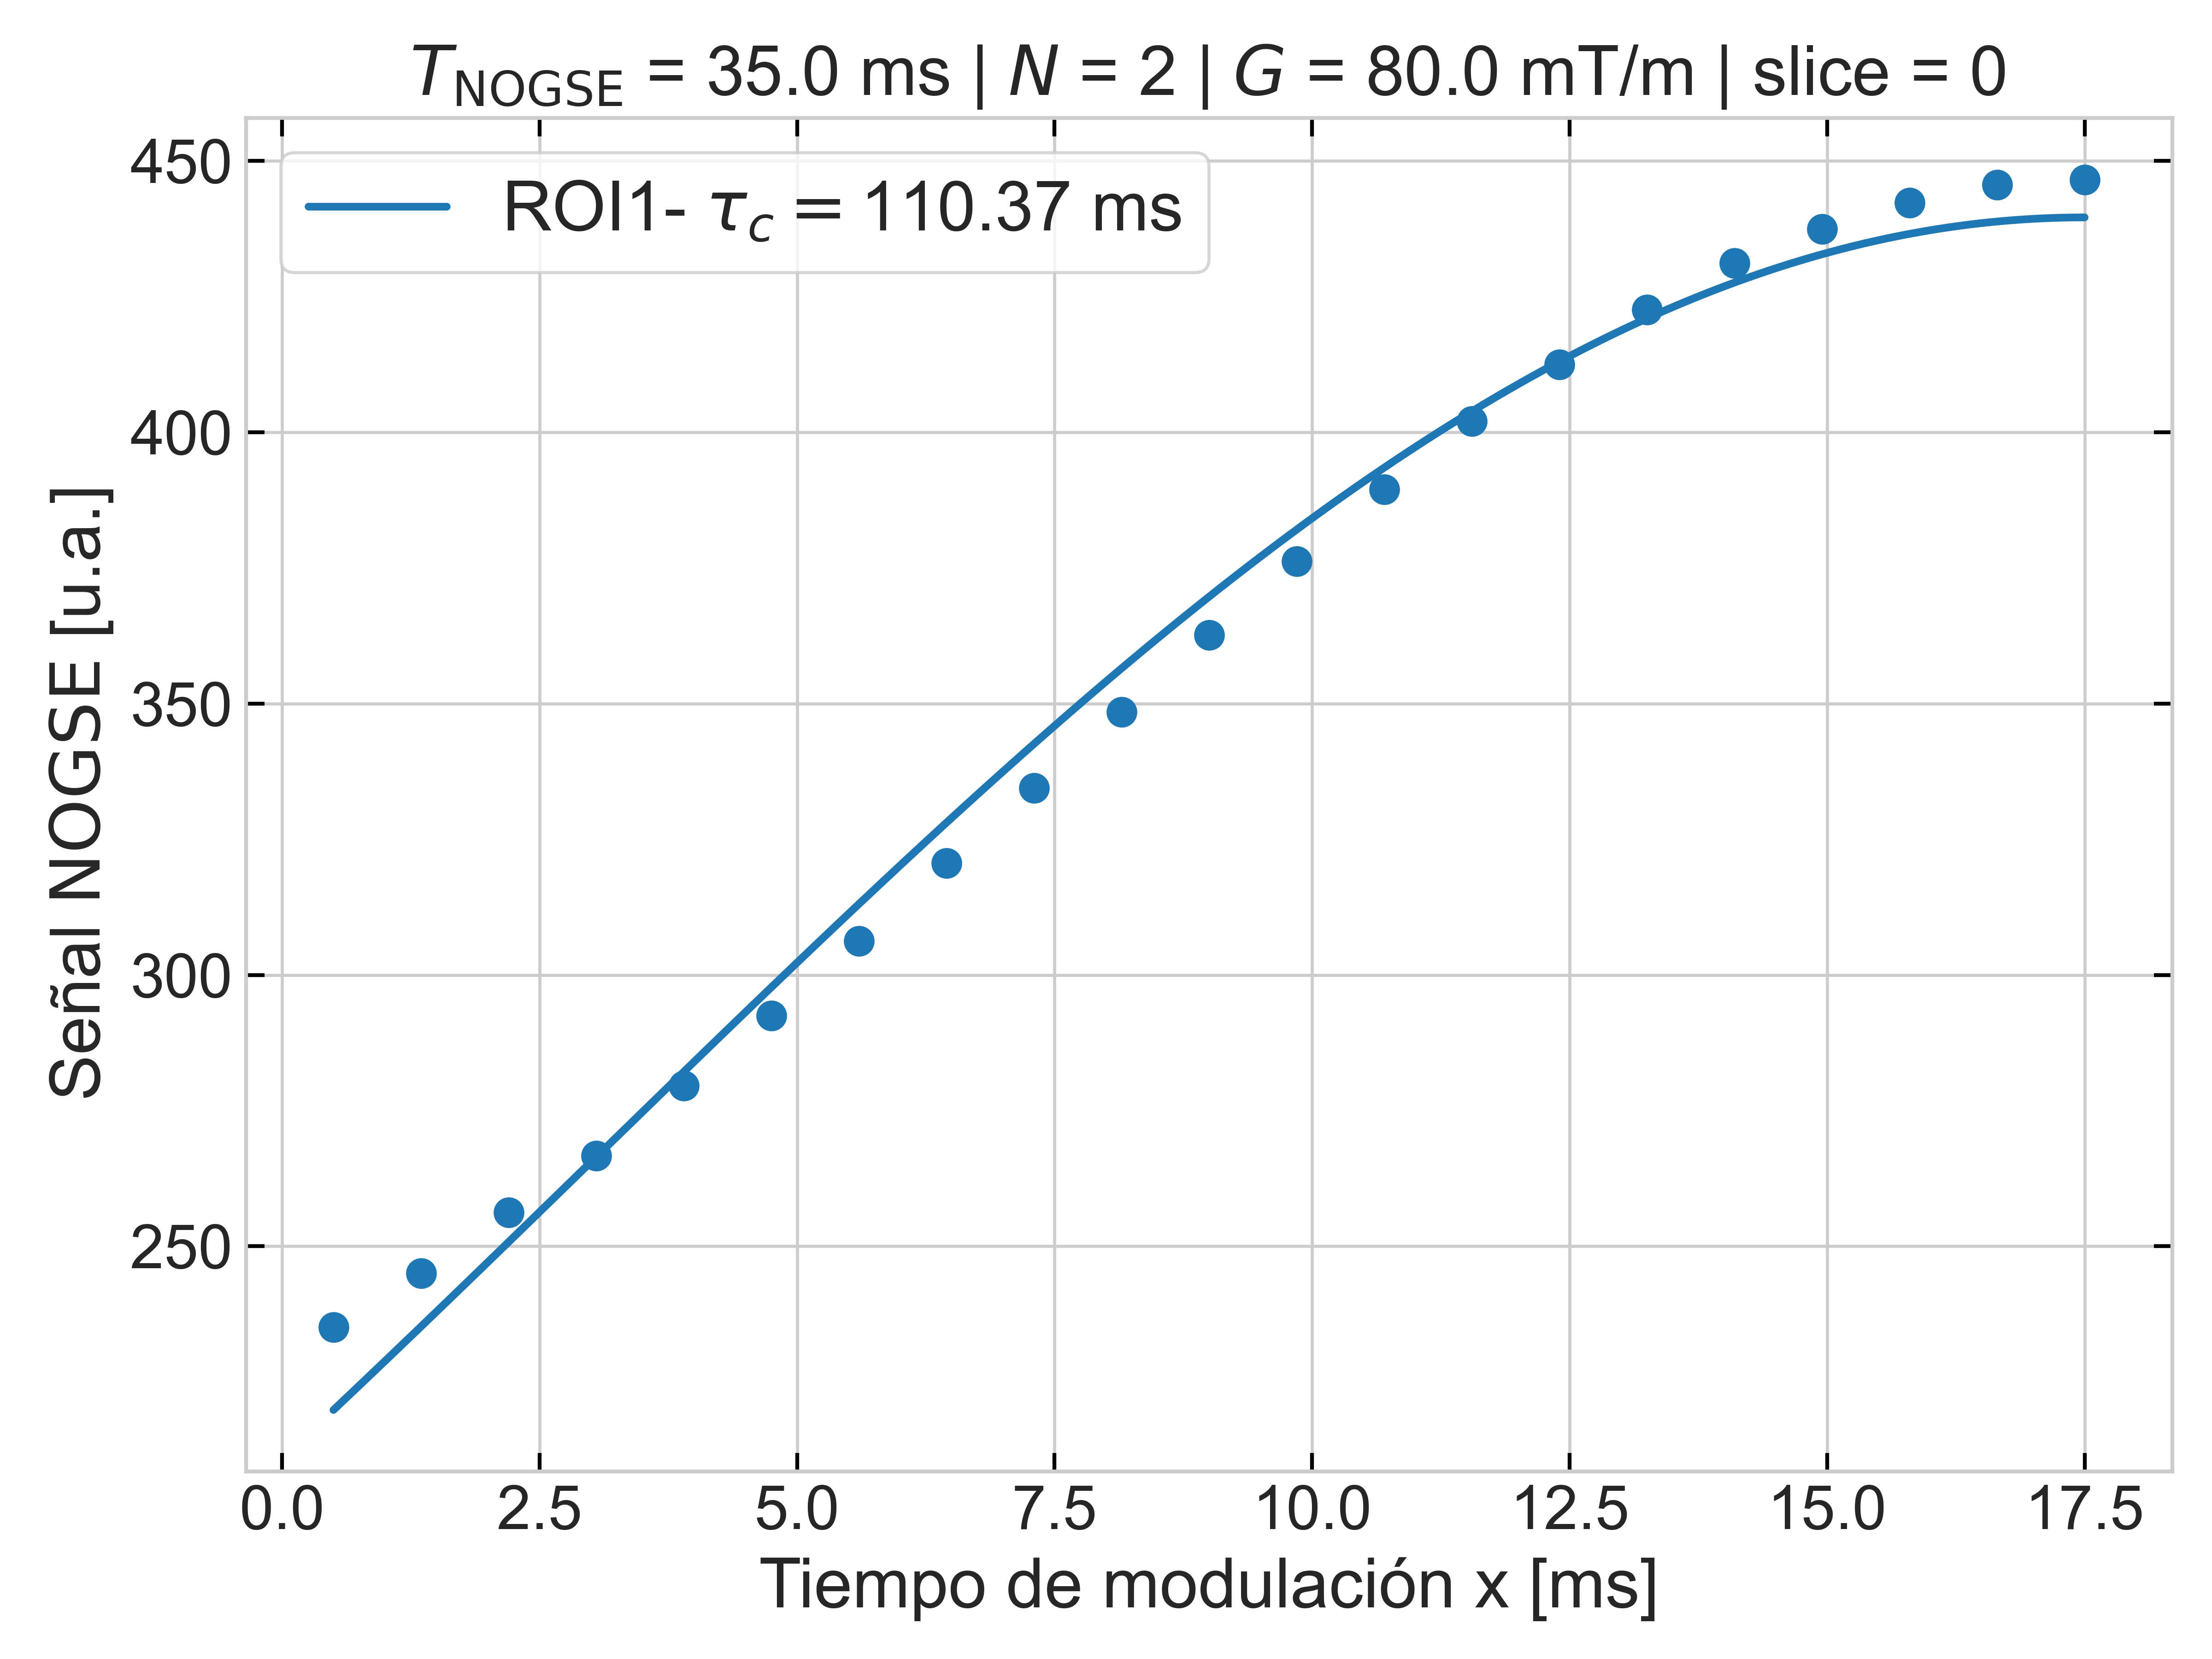 T_NOGSE = 35.0 ms | N = 2 | G = 80.0 mT/m | slice = 0
ROI1- τ_c = 110.37 ms
Señal NOGSE [u.a.]
450
400
350
300
250
0.0 2.5 5.0 7.5 10.0 12.5 15.0 17.5
Tiempo de modulación x [ms]